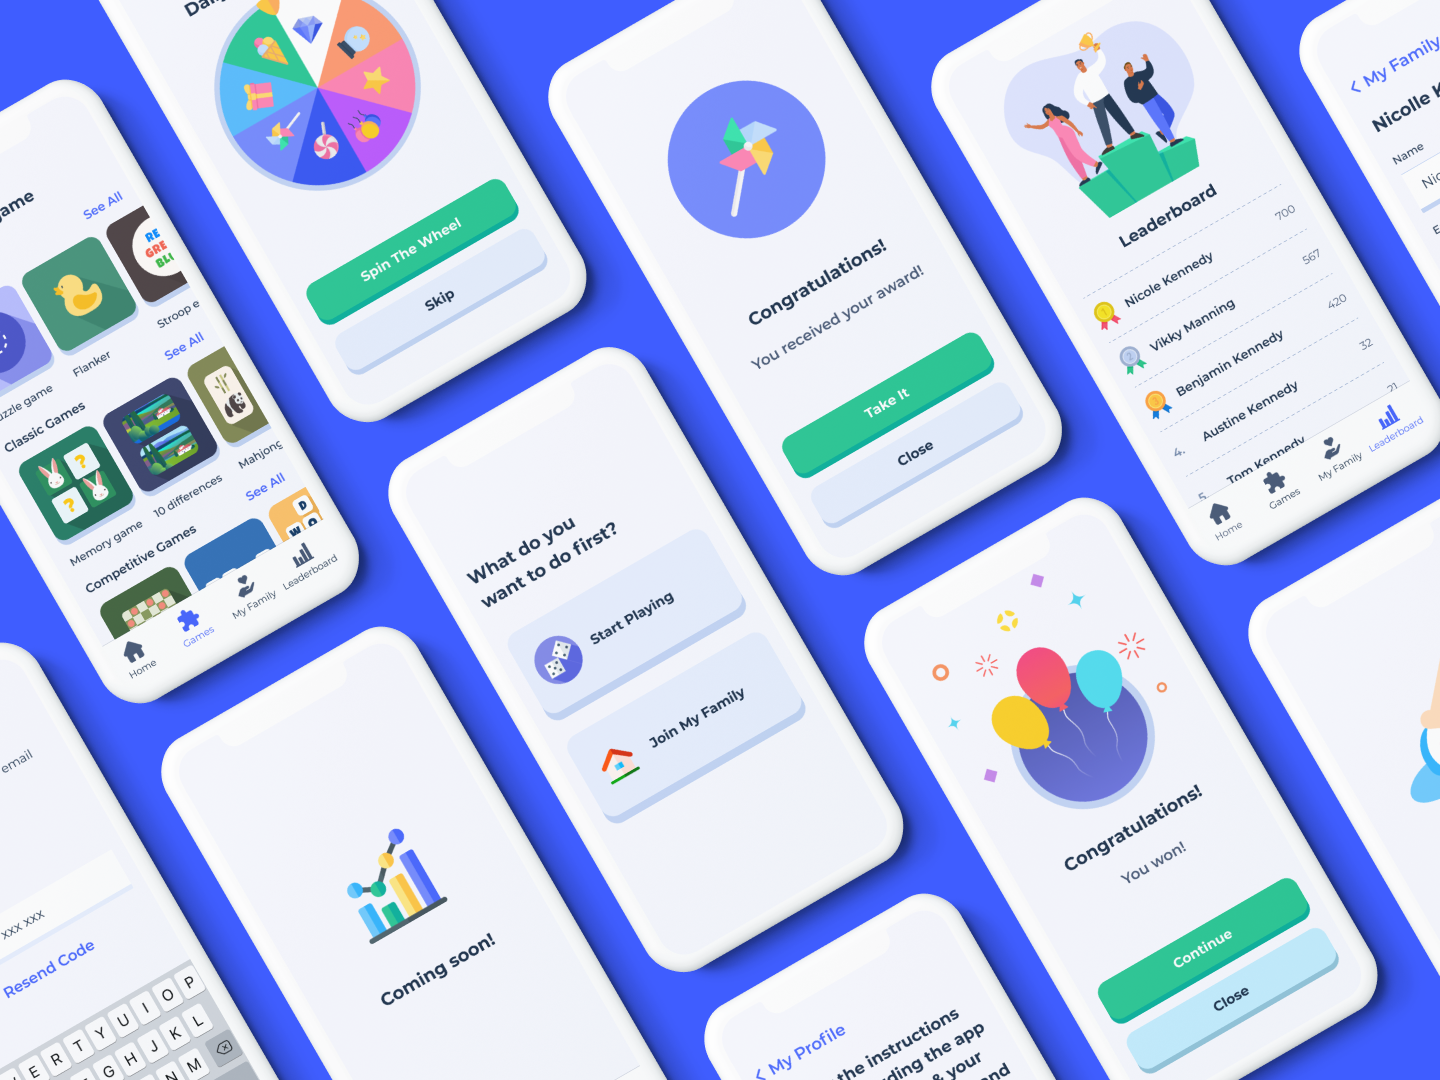 See All
RE
GRE
BLU
Flanker
Stroop e
See All
Classic Games
Memory game
10 differences
Mahjong
See All
Competitive Games
D
Home
Games
My Family
Leaderboard
Spin The Wheel
Skip
Congratulations!
You received your award!
Take It
Close
Leaderboard
Nicole Kennedy
700
Vikky Manning
567
Benjamin Kennedy
420
4.
Austine Kennedy
32
5.
Tom Kennedy
21
Home
Games
My Family
Leaderboard
< My Family
Nicolle K
Name
Nic
email
xxx xxx
Resend Code
E R T Y U I O P
G H J K L
N M
Coming soon!
What do you
want to do first?
Start Playing
Join My Family
Congratulations!
You won!
Continue
Close
< My Profile
the instructions
ding the app
& your
nd